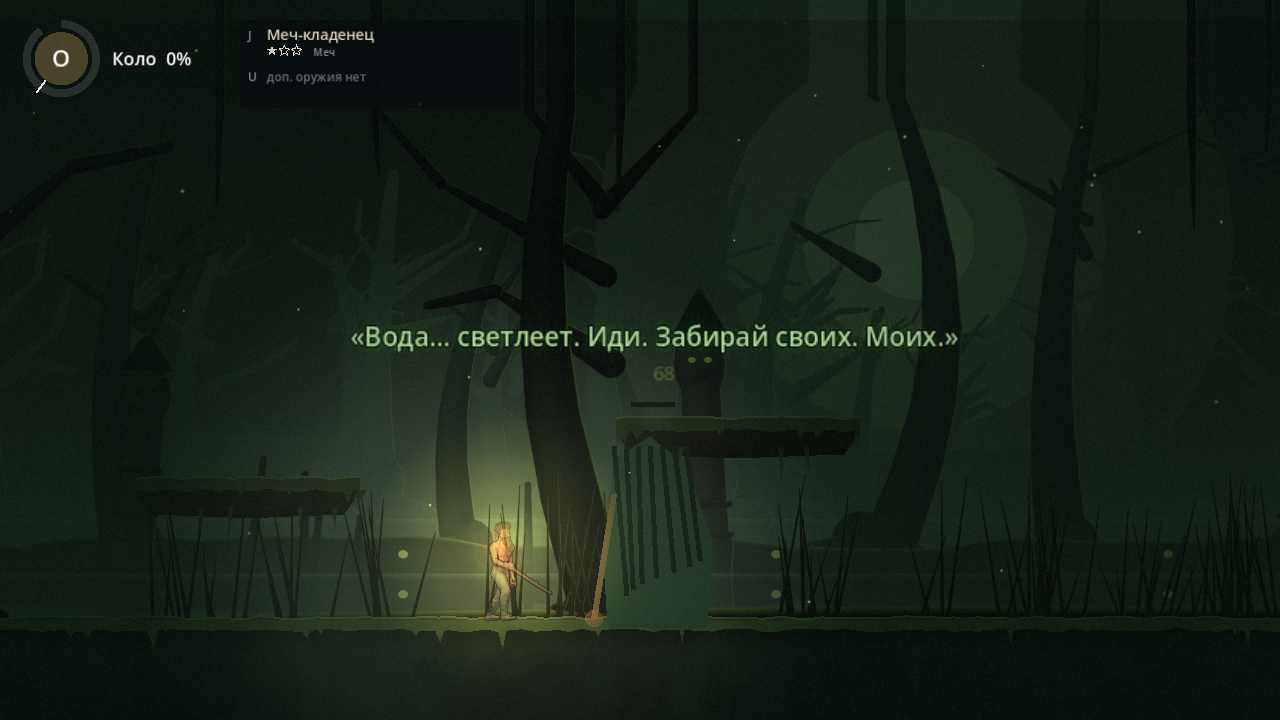 O
Коло 0%
J Меч-кладенец
Меч
U доп. оружия нет
«Вода... светлеет. Иди. Забирай своих. Моих.»
68